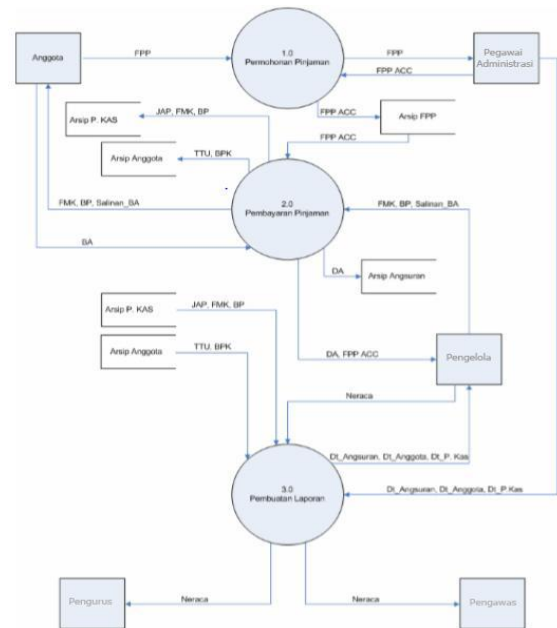 Anggota
FPP
1.0
Permohonan Pinjaman
FPP
FPP ACC
Pegawai
Administrasi
Arsip P. KAS
JAP, FMK, BP
FPP ACC
Arsip FPP
FPP ACC
Arsip Anggota
TTU, BPK
FMK, BP, Salinan_BA
2.0
Pembayaran Pinjaman
FMK, BP, Salinan_BA
BA
DA
Arsip Angsuran
Arsip P. KAS
JAP, FMK, BP
Arsip Anggota
TTU, BPK
DA, FPP ACC
Pengelola
Neraca
Dt_Angsuran, Dt_Anggota, Dt_P. Kas
3.0
Pembuatan Laporan
Dt_Angsuran, Dt_Anggota, Dt_P.Kas
Pengurus
Neraca
Neraca
Pengawas